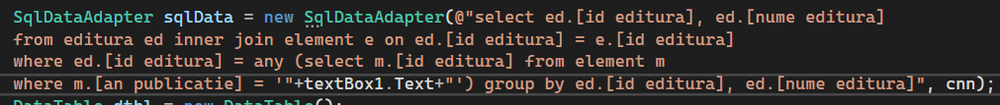 SqlDataAdapter sqlData = new SqlDataAdapter(@"select ed.[id editura], ed.[nume editura]
from editura ed inner join element e on ed.[id editura] = e.[id editura]
where ed.[id editura] = any (select m.[id editura] from element m
where m.[an publicatie] = '"+textBox1.Text+"') group by ed.[id editura], ed.[nume editura]", cnn);
DataTable dtbl = new DataTable();